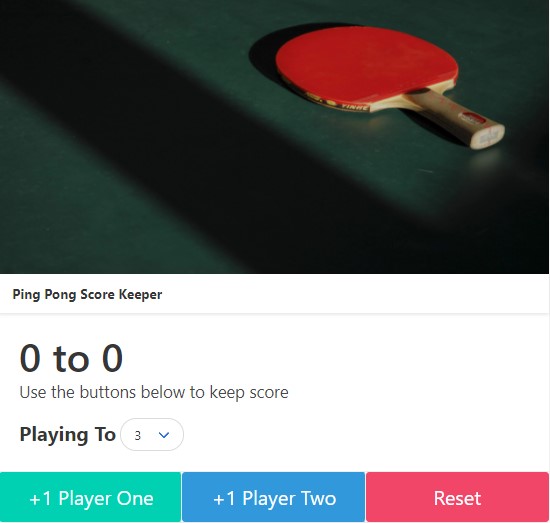 Ping Pong Score Keeper
0 to 0
Use the buttons below to keep score
Playing To 3
+1 Player One +1 Player Two Reset